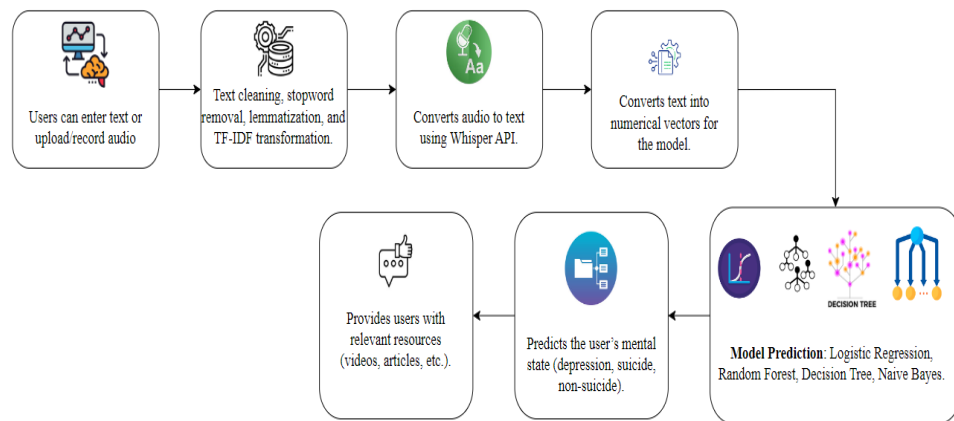 Users can enter text or
upload/record audio
Text cleaning, stopword
removal, lemmatization, and
TF-IDF transformation.
Aa
Converts audio to text
using Whisper API.
Converts text into
numerical vectors for
the model.
DECISION TREE
Model Prediction: Logistic Regression,
Random Forest, Decision Tree, Naive Bayes.
Predicts the user's mental
state (depression, suicide,
non-suicide).
Provides users with
relevant resources
(videos, articles, etc.).